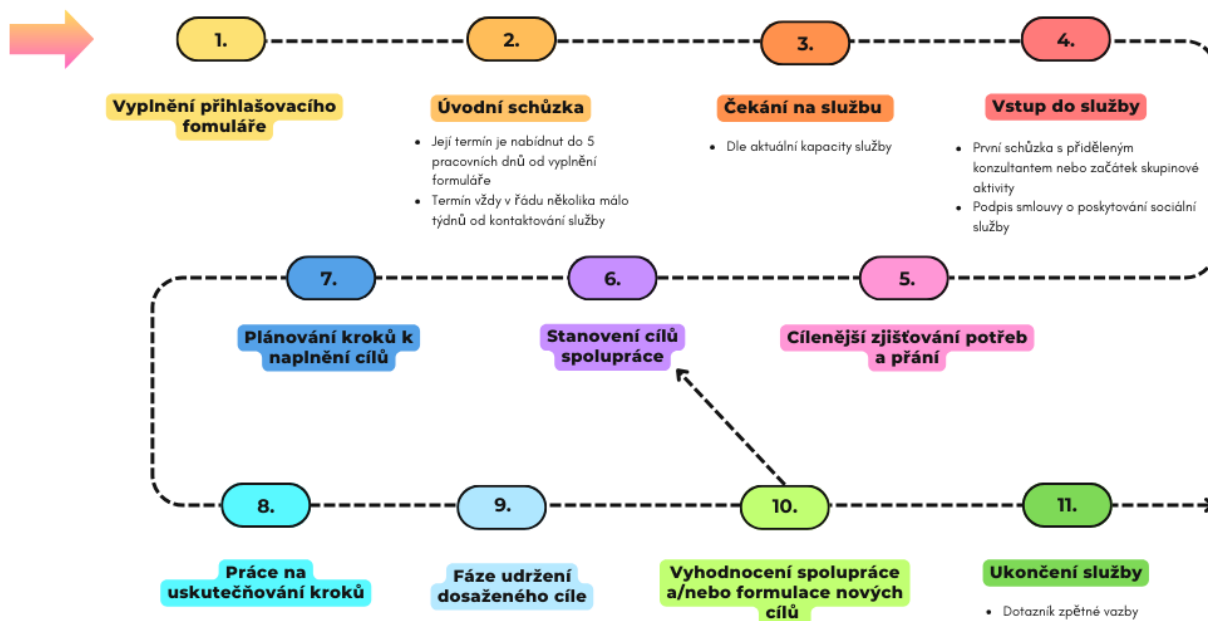 1.
Vyplnění přihlašovacího
fomuláře
2.
Úvodní schůzka
• Její termín je nabídnut do 5
pracovních dnů od vyplnění
formuláře
• Termín vždy v řádu několika málo
týdnů od kontaktování služby
3.
Čekání na službu
• Dle aktuální kapacity služby
4.
Vstup do služby
• První schůzka s přiděleným
konzultantem nebo začátek skupinové
aktivity
• Podpis smlouvy o poskytování sociální
služby
5.
Cílenější zjišťování potřeb
a přání
6.
Stanovení cílů
spolupráce
7.
Plánování kroků k
naplnění cílů
8.
Práce na
uskutečňování kroků
9.
Fáze udržení
dosaženého cíle
10.
Vyhodnocení spolupráce
a/nebo formulace nových
cílů
11.
Ukončení služby
• Dotazník zpětné vazby